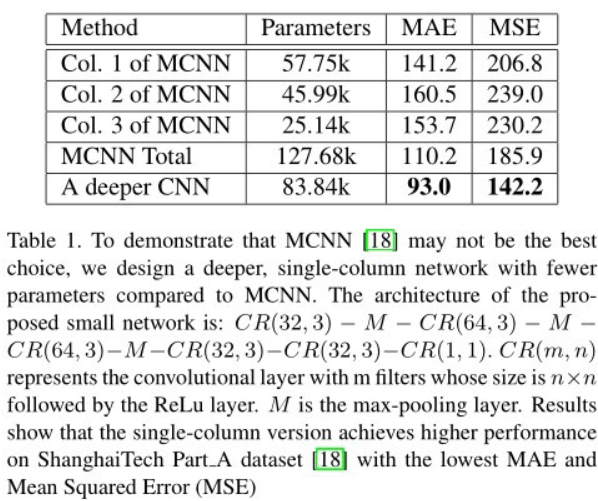 Method Parameters MAE MSE
Col. 1 of MCNN 57.75k 141.2 206.8
Col. 2 of MCNN 45.99k 160.5 239.0
Col. 3 of MCNN 25.14k 153.7 230.2
MCNN Total 127.68k 110.2 185.9
A deeper CNN 83.84k 93.0 142.2
Table 1. To demonstrate that MCNN [18] may not be the best
choice, we design a deeper, single-column network with fewer
parameters compared to MCNN. The architecture of the pro-
posed small network is: CR(32, 3) − M − CR(64, 3) − M −
CR(64, 3)−M−CR(32, 3)−CR(32, 3)−CR(1, 1). CR(m, n)
represents the convolutional layer with m filters whose size is n×n
followed by the ReLu layer. M is the max-pooling layer. Results
show that the single-column version achieves higher performance
on ShanghaiTech Part_A dataset [18] with the lowest MAE and
Mean Squared Error (MSE)